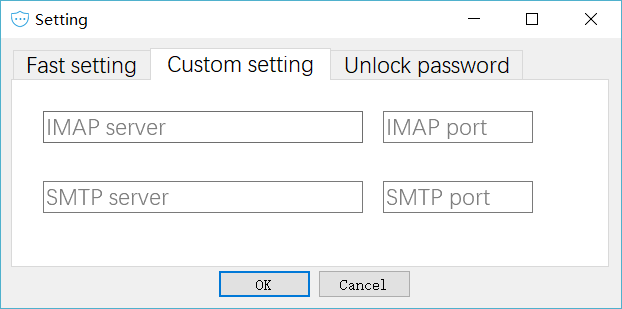 Setting
Fast setting Custom setting Unlock password
IMAP server IMAP port
SMTP server SMTP port
OK Cancel